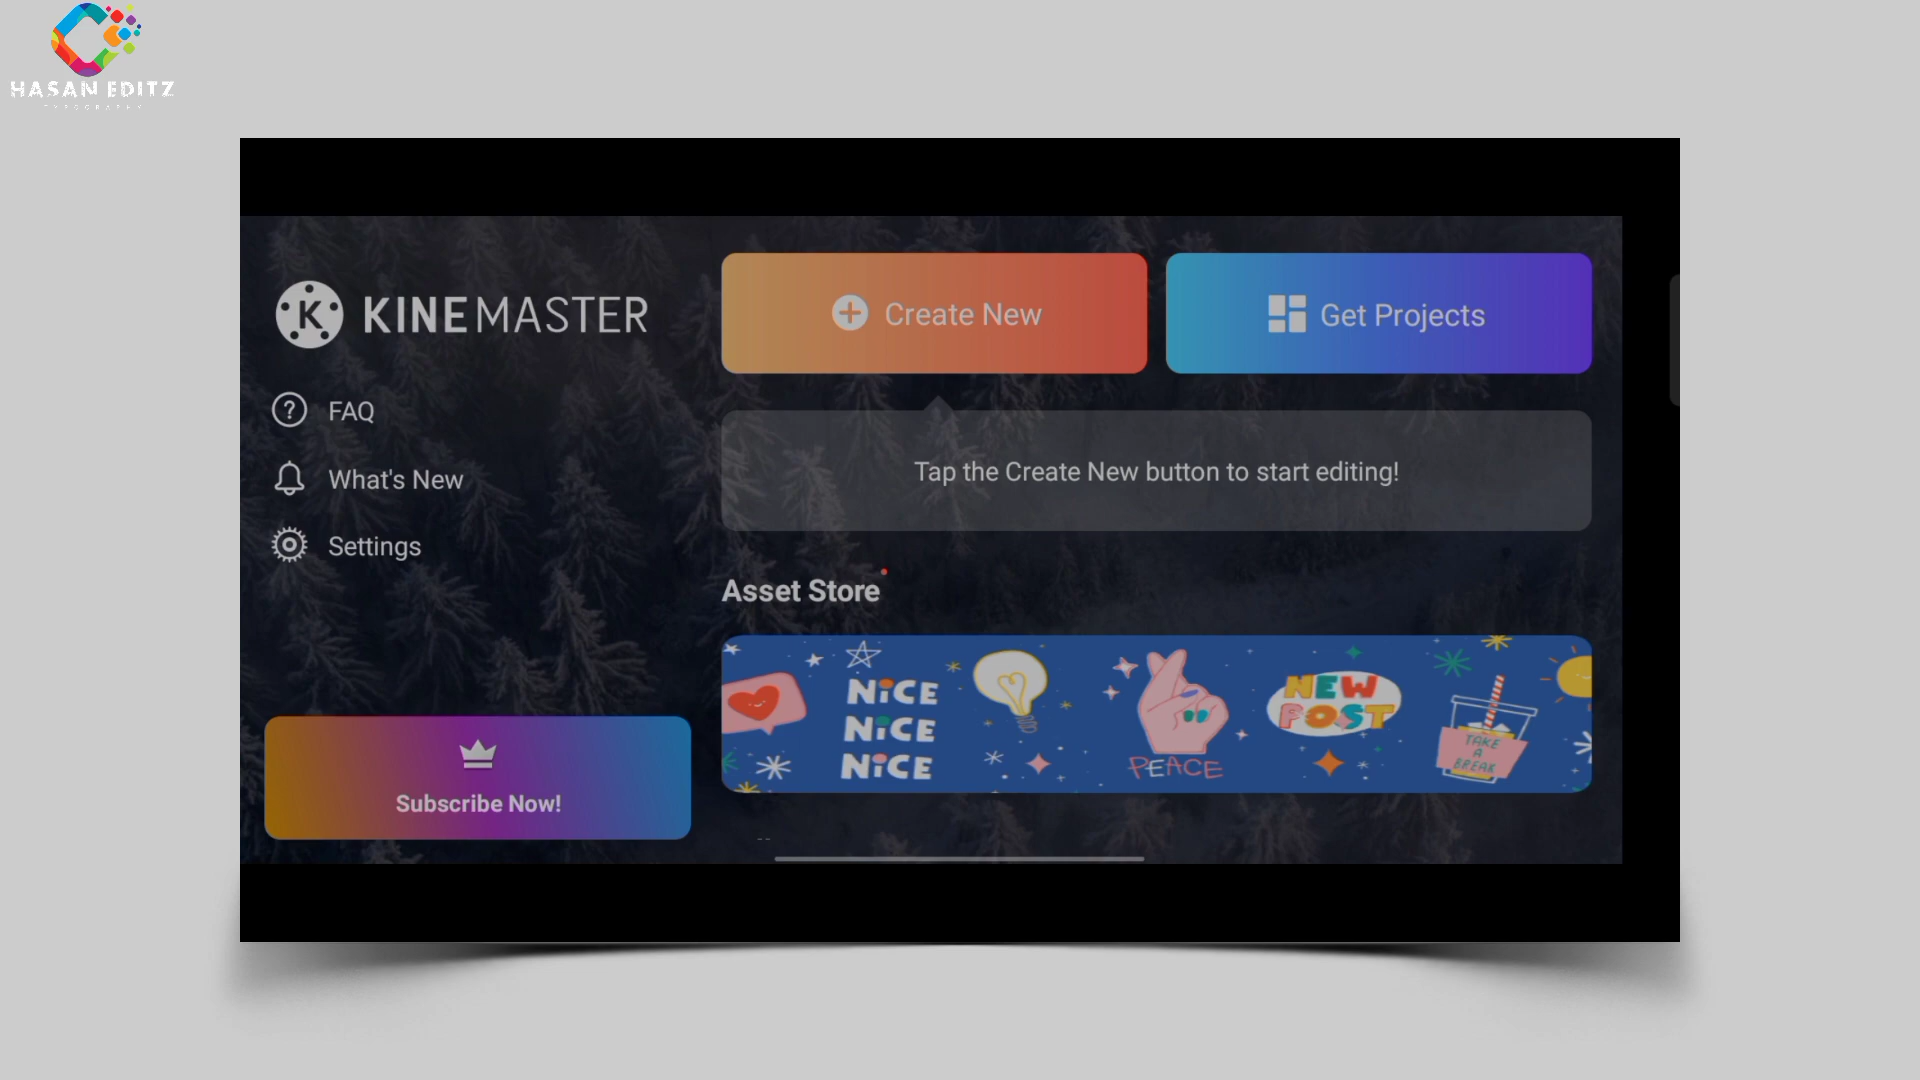 HASAN EDITZ
TYPOGRAPHY
K KINEMASTER
FAQ
What's New
Settings
Subscribe Now!
Create New
Get Projects
Tap the Create New button to start editing!
Asset Store
NiCE
NiCE
NiCE
PEACE
NEW
POST
TAKE
A
BREAK